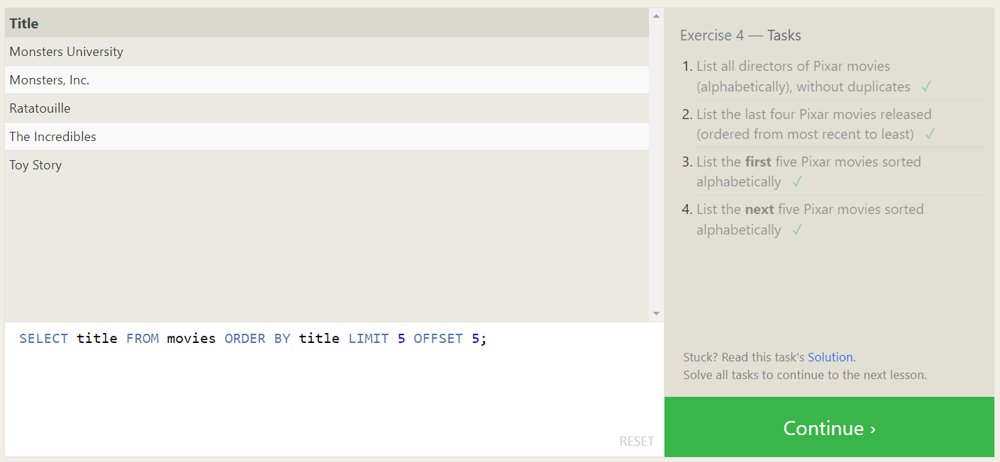 Title
Monsters University
Monsters, Inc.
Ratatouille
The Incredibles
Toy Story
SELECT title FROM movies ORDER BY title LIMIT 5 OFFSET 5;
RESET
Exercise 4 — Tasks
1. List all directors of Pixar movies
(alphabetically), without duplicates ✓
2. List the last four Pixar movies released
(ordered from most recent to least) ✓
3. List the first five Pixar movies sorted
alphabetically ✓
4. List the next five Pixar movies sorted
alphabetically ✓
Stuck? Read this task's Solution.
Solve all tasks to continue to the next lesson.
Continue ›